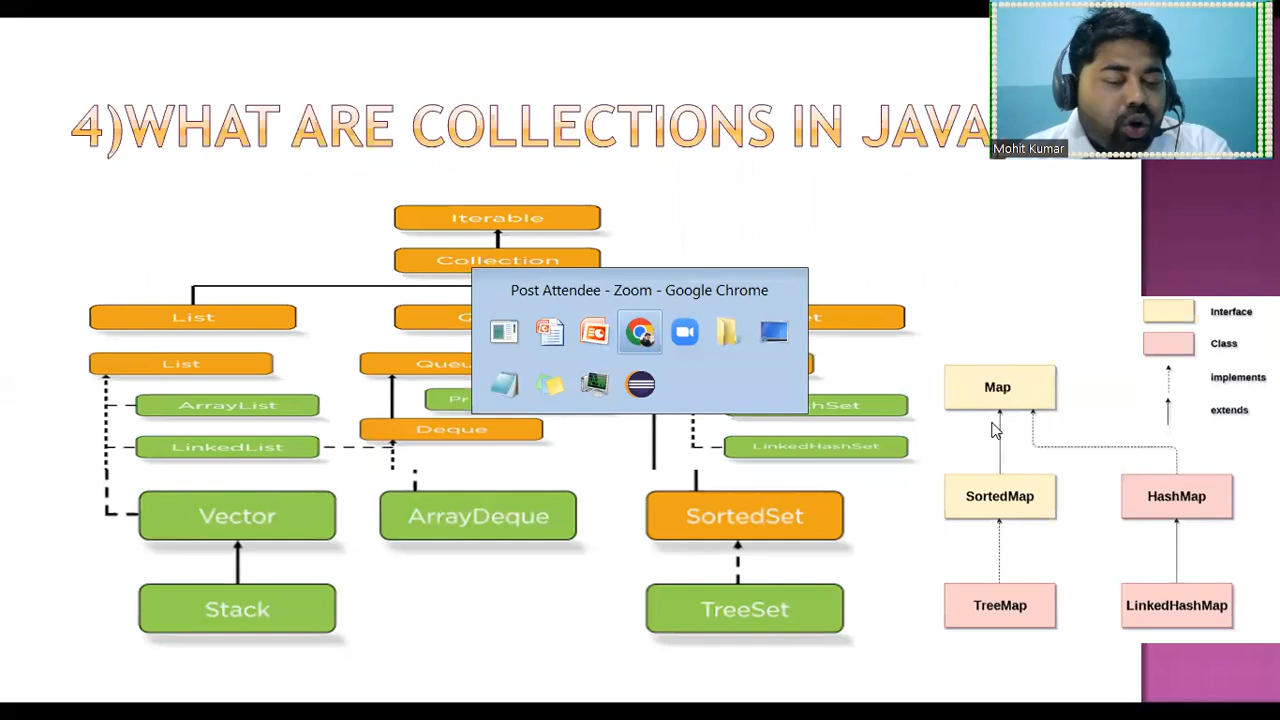 4)WHAT ARE COLLECTIONS IN JAVA
Mohit Kumar
Iterable
Collection
Post Attendee - Zoom - Google Chrome
List
List
ArrayList
LinkedList
Deque
LinkedHashSet
Vector
ArrayDeque
SortedSet
Stack
TreeSet
Interface
Class
implements
extends
Map
SortedMap
HashMap
TreeMap
LinkedHashMap